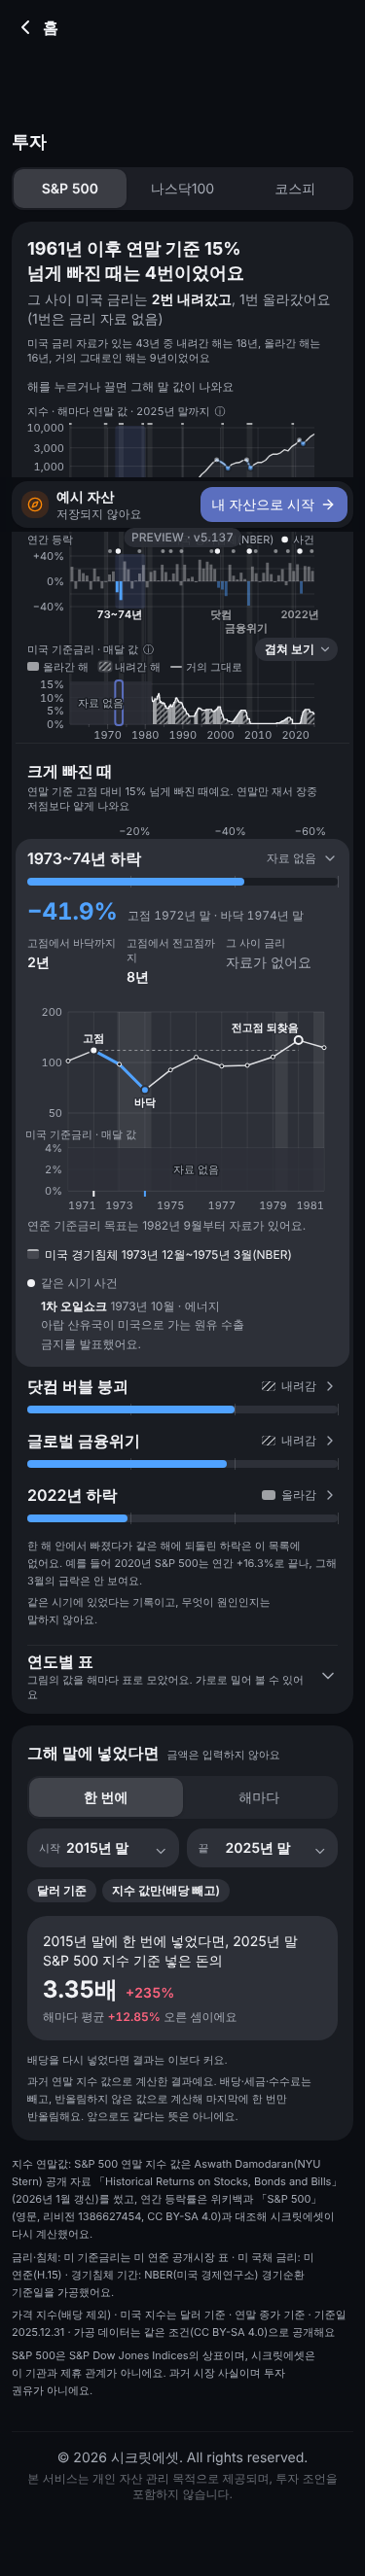 홈
투자
S&P 500 나스닥100 코스피
1961년 이후 연말 기준 15%
넘게 빠진 때는 4번이었어요
그 사이 미국 금리는 2번 내려갔고, 1번 올라갔어요
(1번은 금리 자료 없음)
미국 금리 자료가 있는 43년 중 내려간 해는 18년, 올라간 해는
16년, 거의 그대로인 해는 9년이었어요
해를 누르거나 끌면 그해 말 값이 나와요
지수 · 해마다 연말 값 · 2025년 말까지 ⓘ
10,000
3,000
1,000
예시 자산
저장되지 않아요
내 자산으로 시작 →
PREVIEW · v5.137
연간 등락 (NBER) 사건
+40%
0%
−40%
73~74년 닷컴 2022년
금융위기
미국 기준금리 · 매달 값 ⓘ 겹쳐 보기
올라간 해 내려간 해 거의 그대로
15%
10%
5%
0%
자료 없음
1970 1980 1990 2000 2010 2020
크게 빠진 때
연말 기준 고점 대비 15% 넘게 빠진 때예요. 연말만 재서 장중
저점보다 얕게 나와요
−20% −40% −60%
1973~74년 하락 자료 없음
−41.9% 고점 1972년 말 · 바닥 1974년 말
고점에서 바닥까지 고점에서 전고점까 그 사이 금리
지
2년 8년 자료가 없어요
200
100
50
고점
바닥
전고점 되찾음
미국 기준금리 · 매달 값
4%
2%
0%
자료 없음
1971 1973 1975 1977 1979 1981
연준 기준금리 목표는 1982년 9월부터 자료가 있어요.
미국 경기침체 1973년 12월~1975년 3월(NBER)
같은 시기 사건
1차 오일쇼크 1973년 10월 · 에너지
아랍 산유국이 미국으로 가는 원유 수출
금지를 발표했어요.
닷컴 버블 붕괴 내려감
글로벌 금융위기 내려감
2022년 하락 올라감
한 해 안에서 빠졌다가 같은 해에 되돌린 하락은 이 목록에
없어요. 예를 들어 2020년 S&P 500는 연간 +16.3%로 끝나, 그해
3월의 급락은 안 보여요.
같은 시기에 있었다는 기록이고, 무엇이 원인인지는
말하지 않아요.
연도별 표
그림의 값을 해마다 표로 모았어요. 가로로 밀어 볼 수 있어
요
그해 말에 넣었다면 금액은 입력하지 않아요
한 번에 해마다
시작 2015년 말 끝 2025년 말
달러 기준 지수 값만(배당 빼고)
2015년 말에 한 번에 넣었다면, 2025년 말
S&P 500 지수 기준 넣은 돈의
3.35배 +235%
해마다 평균 +12.85% 오른 셈이에요
배당을 다시 넣었다면 결과는 이보다 커요.
과거 연말 지수 값으로 계산한 결과예요. 배당·세금·수수료는
빼고, 반올림하지 않은 값으로 계산해 마지막에 한 번만
반올림해요. 앞으로도 같다는 뜻은 아니에요.
지수 연말값: S&P 500 연말 지수 값은 Aswath Damodaran(NYU
Stern) 공개 자료 「Historical Returns on Stocks, Bonds and Bills」
(2026년 1월 갱신)를 썼고, 연간 등락률은 위키백과 「S&P 500」
(영문, 리비전 1386627454, CC BY-SA 4.0)과 대조해 시크릿에셋이
다시 계산했어요.
금리·침체: 미 기준금리는 미 연준 공개시장 표 · 미 국채 금리: 미
연준(H.15) · 경기침체 기간: NBER(미국 경제연구소) 경기순환
기준일을 가공했어요.
가격 지수(배당 제외) · 미국 지수는 달러 기준 · 연말 종가 기준 · 기준일
2025.12.31 · 가공 데이터는 같은 조건(CC BY-SA 4.0)으로 공개해요
S&P 500은 S&P Dow Jones Indices의 상표이며, 시크릿에셋은
이 기관과 제휴 관계가 아니에요. 과거 시장 사실이며 투자
권유가 아니에요.
© 2026 시크릿에셋. All rights reserved.
본 서비스는 개인 자산 관리 목적으로 제공되며, 투자 조언을
포함하지 않습니다.